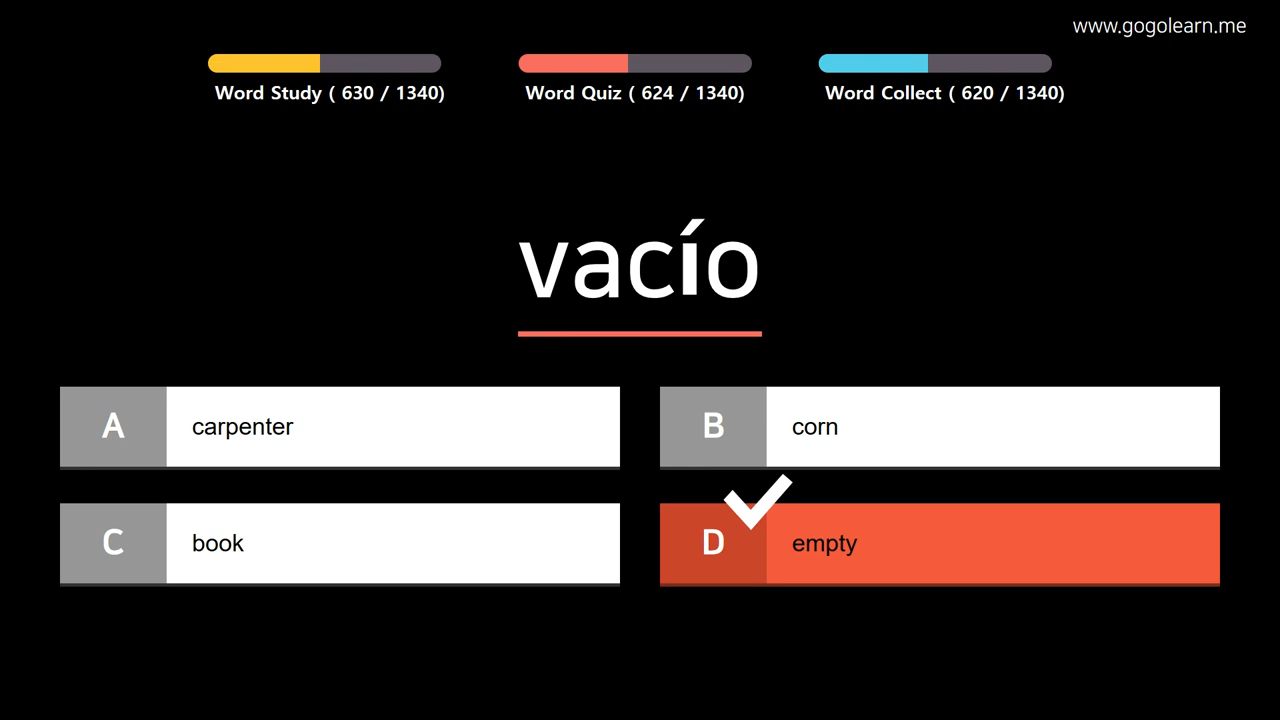 www.gogolearn.me
Word Study ( 630 / 1340)
Word Quiz ( 624 / 1340)
Word Collect ( 620 / 1340)
vacío
A carpenter
B corn
C book
D empty